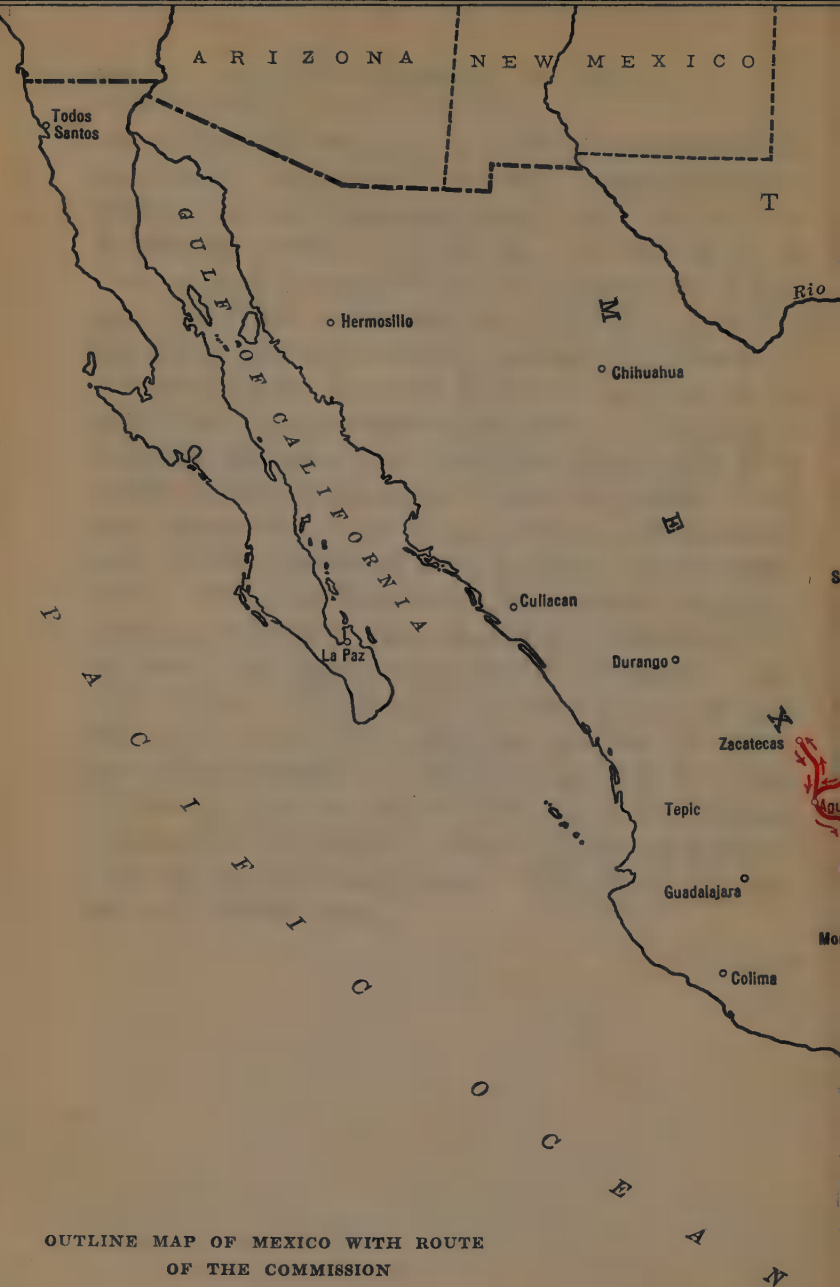 ARIZONA
NEW MEXICO
Todos
Santos
T
GULF OF CALIFORNIA
Rio
M
Hermosillo
Chihuahua
E
Culiacan
PACIFIC OCEAN
La Paz
Durango
X
Zacatecas
Tepic
Guadalajara
Colima
OUTLINE MAP OF MEXICO WITH ROUTE
OF THE COMMISSION